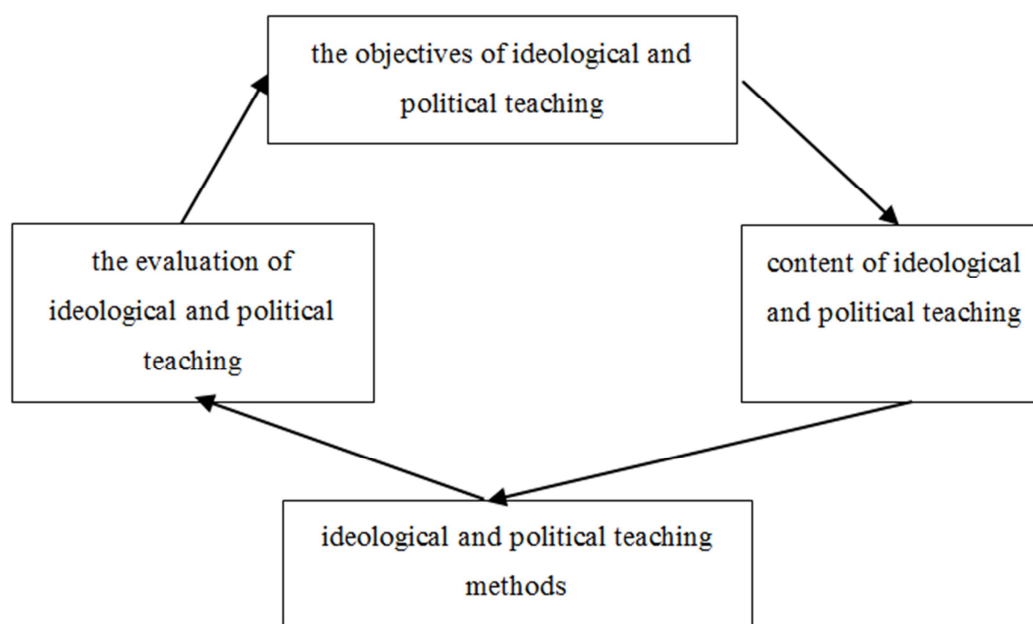 the objectives of ideological and
political teaching
the evaluation of
ideological and political
teaching
content of ideological
and political teaching
ideological and political teaching
methods